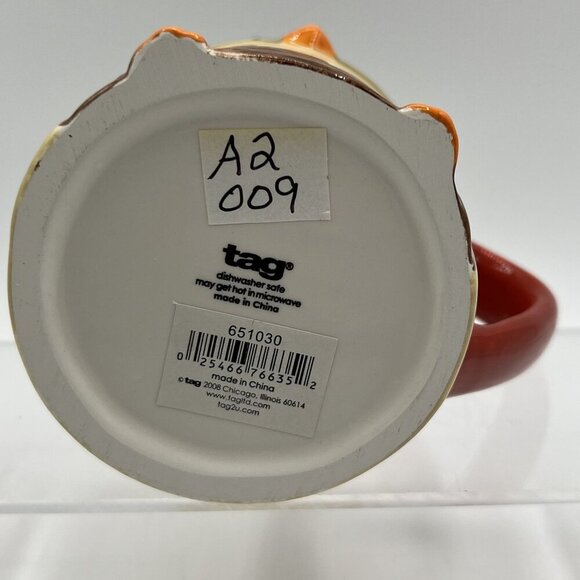 A2
009
tag®
dishwasher safe
may get hot in microwave
made in China
651030
0 25466 76635 2
made in China
© tag 2008 Chicago, Illinois 60614
www.tagltd.com
tag2u.com